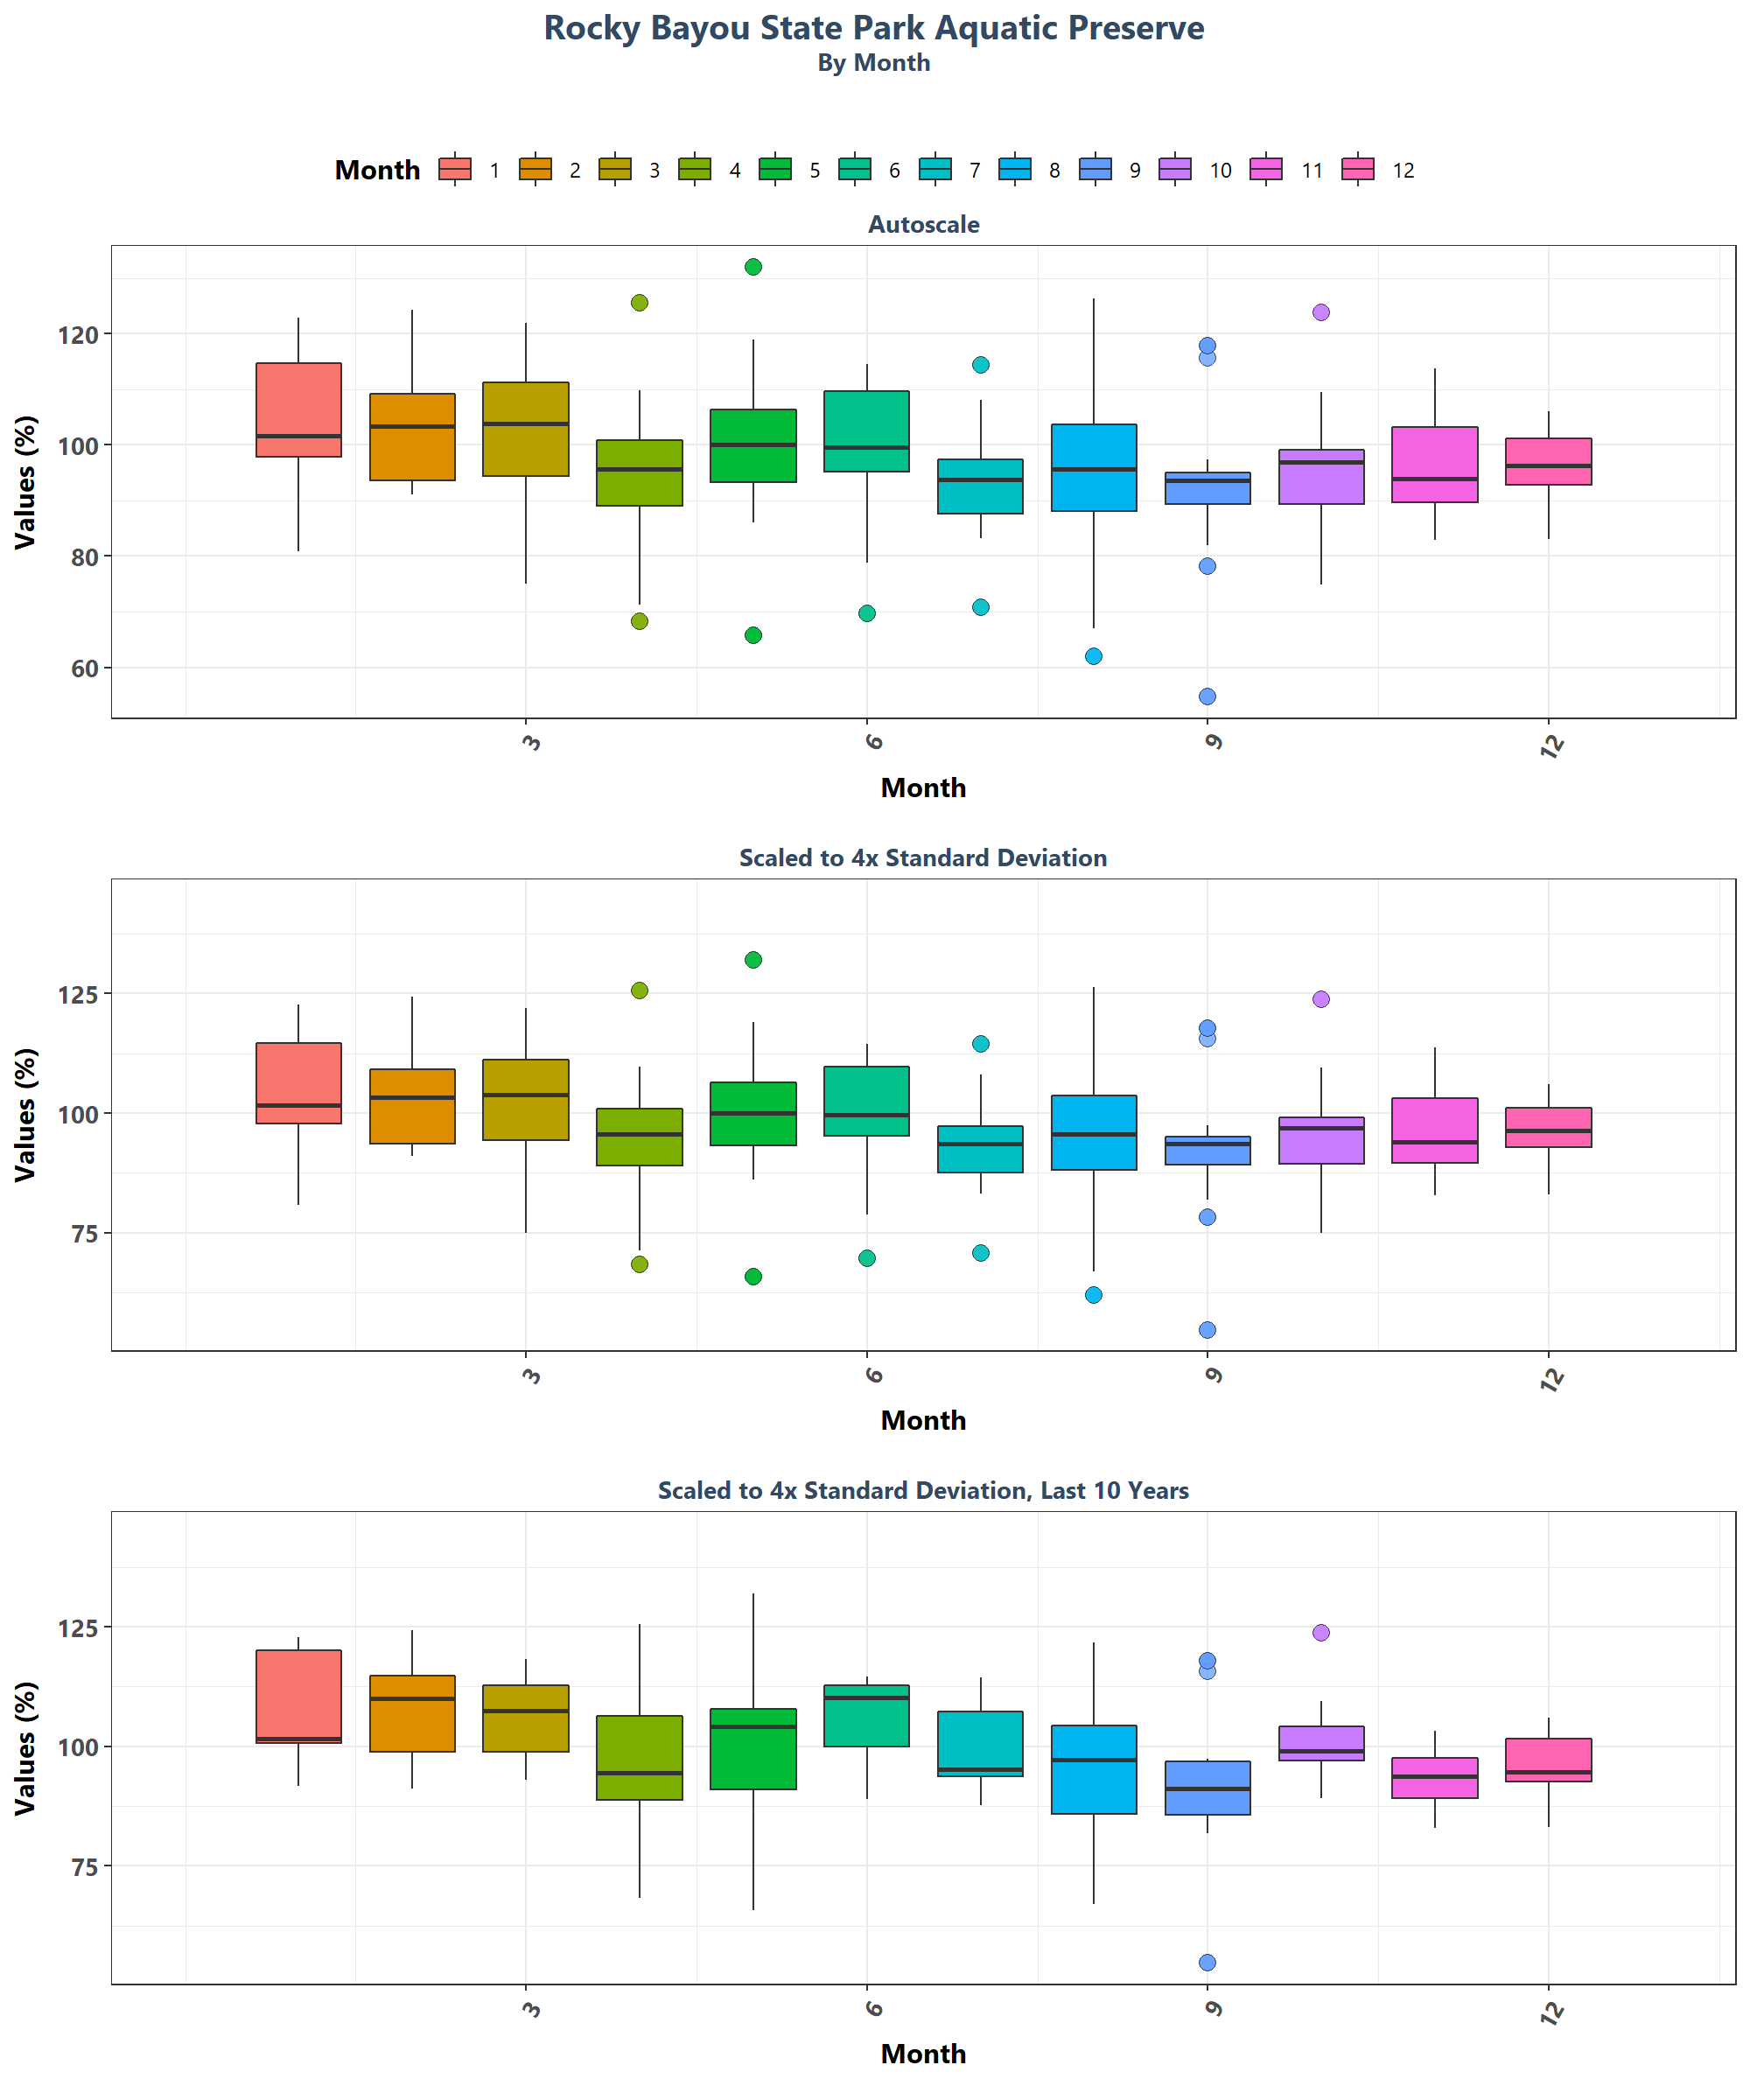 Rocky Bayou State Park Aquatic Preserve
By Month
Month 1 2 3 4 5 6 7 8 9 10 11 12
Autoscale
Values (%)
120
100
80
60
3 6 9 12
Month
Scaled to 4x Standard Deviation
Values (%)
125
100
75
3 6 9 12
Month
Scaled to 4x Standard Deviation, Last 10 Years
Values (%)
125
100
75
3 6 9 12
Month